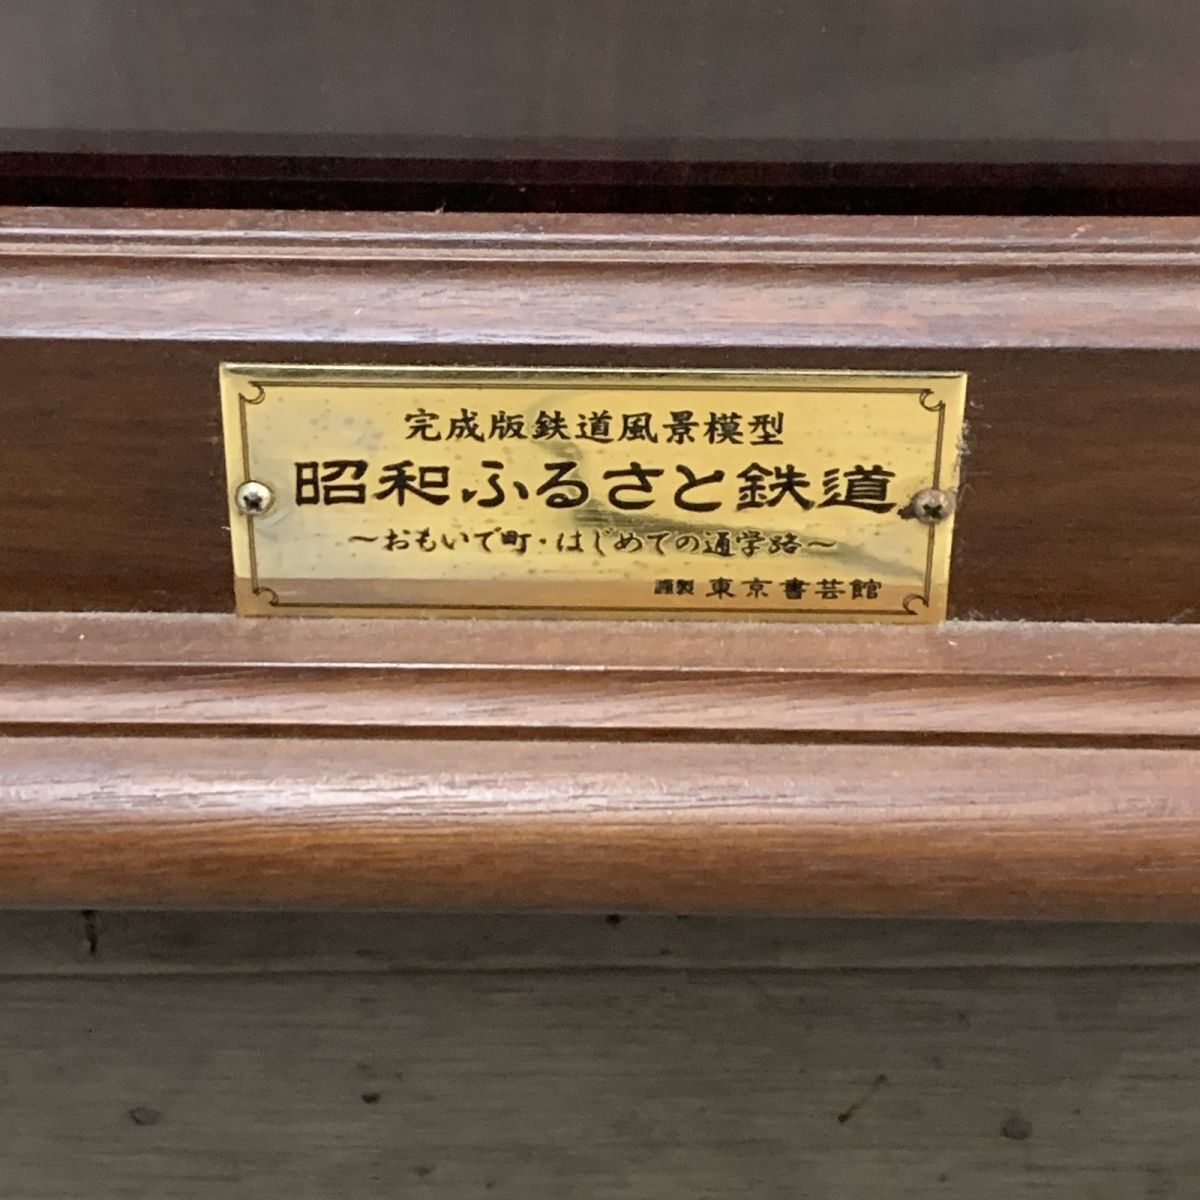 完成版鉄道風景模型
昭和ふるさと鉄道
～おもいで町・はじめての通学路～
謹製 東京書芸館